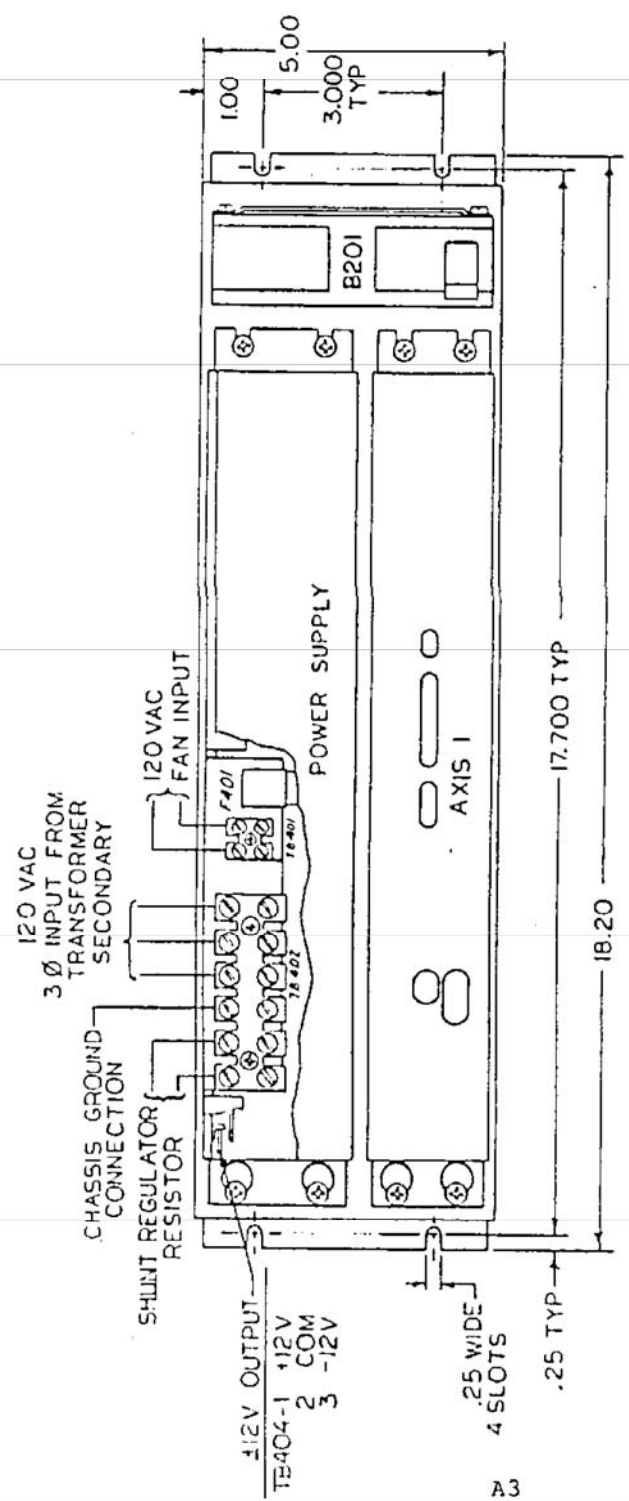 5.00
1.00
3.000
TYP
B201
120 VAC
FAN INPUT
120 VAC
3 Ø INPUT FROM
TRANSFORMER
SECONDARY
CHASSIS GROUND
CONNECTION
SHUNT REGULATOR
RESISTOR
F401
TB401
TB402
POWER SUPPLY
AXIS 1
±12V OUTPUT
TB404-1 +12V
2 COM
3 -12V
17.700 TYP
18.20
.25 WIDE
4 SLOTS
.25 TYP
A3